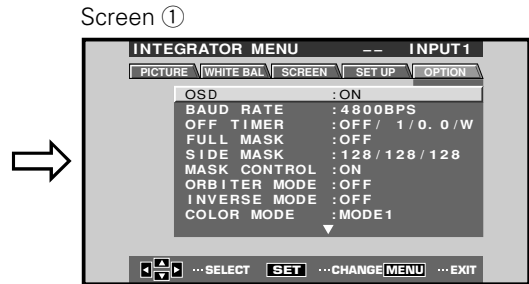 Screen ①
INTEGRATOR MENU -- INPUT1
PICTURE WHITE BAL SCREEN SET UP OPTION
OSD :ON
BAUD RATE :4800BPS
OFF TIMER :OFF/ 1/0. 0/W
FULL MASK :OFF
SIDE MASK :128/128/128
MASK CONTROL :ON
ORBITER MODE :OFF
INVERSE MODE :OFF
COLOR MODE :MODE1
···SELECT SET ···CHANGE MENU ···EXIT